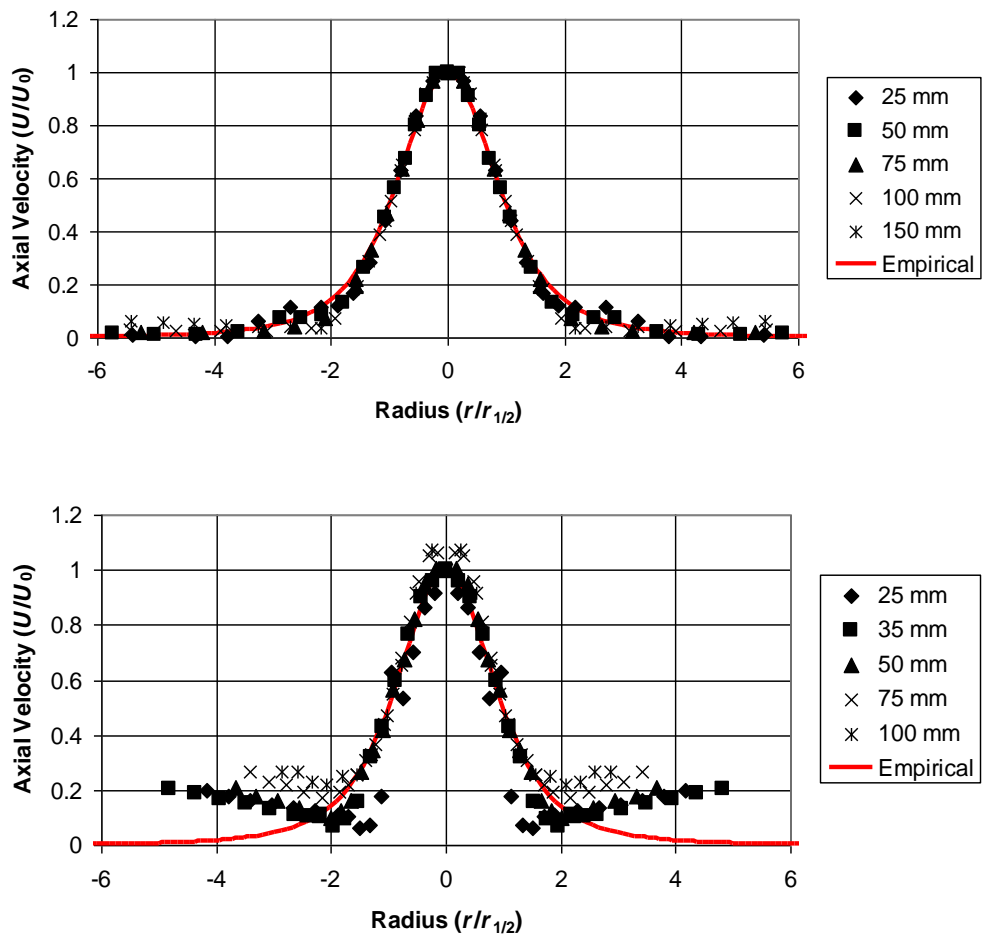 1.2
1
0.8
0.6
0.4
0.2
0
-6 -4 -2 0 2 4 6
Axial Velocity (U/U0)
Radius (r/r1/2)
25 mm
50 mm
75 mm
100 mm
150 mm
Empirical
1.2
1
0.8
0.6
0.4
0.2
0
-6 -4 -2 0 2 4 6
Axial Velocity (U/U0)
Radius (r/r1/2)
25 mm
35 mm
50 mm
75 mm
100 mm
Empirical